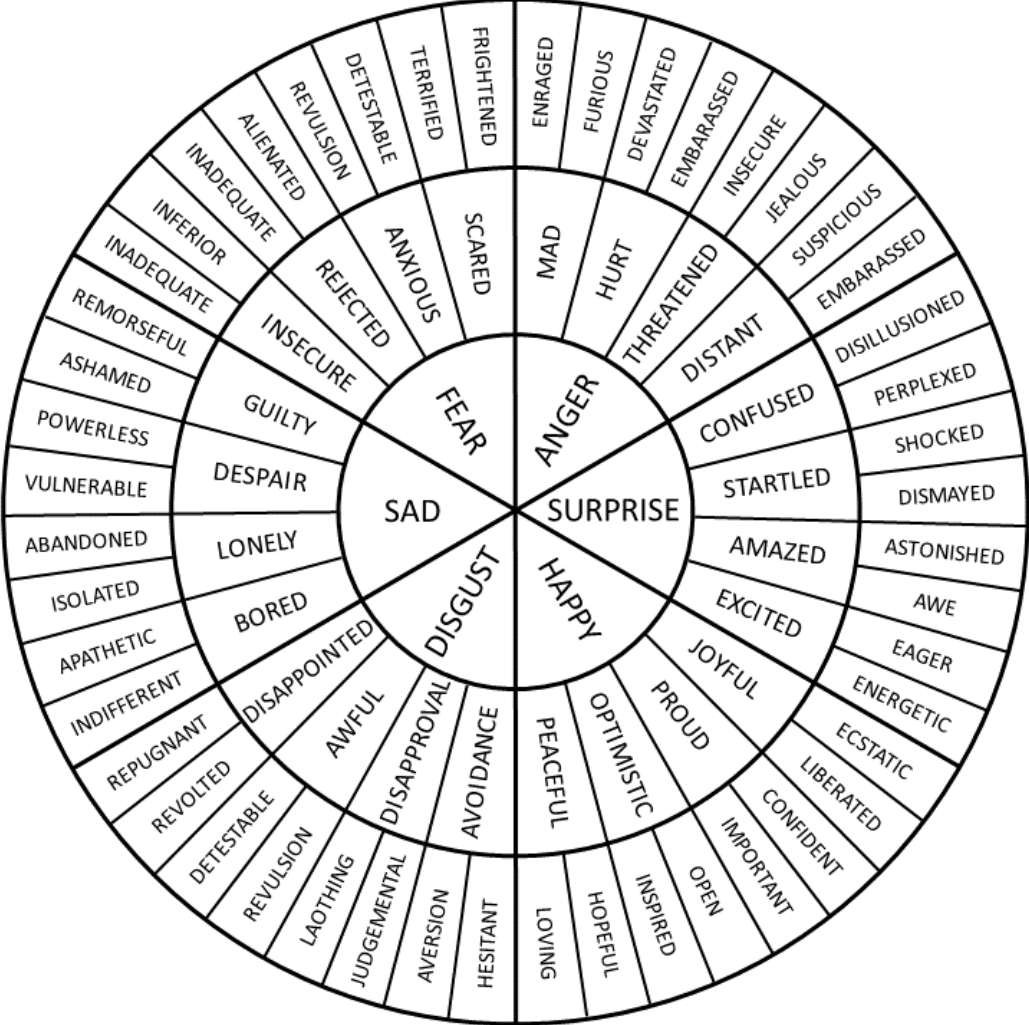 ANGER
SURPRISE
HAPPY
DISGUST
SAD
FEAR
MAD
HURT
THREATENED
DISTANT
CONFUSED
STARTLED
AMAZED
EXCITED
JOYFUL
PROUD
OPTIMISTIC
PEACEFUL
AVOIDANCE
DISAPPROVAL
AWFUL
DISAPPOINTED
BORED
LONELY
DESPAIR
GUILTY
INSECURE
REJECTED
ANXIOUS
SCARED
ENRAGED
FURIOUS
DEVASTATED
EMBARASSED
INSECURE
JEALOUS
SUSPICIOUS
EMBARASSED
DISILLUSIONED
PERPLEXED
SHOCKED
DISMAYED
ASTONISHED
AWE
EAGER
ENERGETIC
ECSTATIC
LIBERATED
CONFIDENT
IMPORTANT
OPEN
INSPIRED
HOPEFUL
LOVING
HESITANT
AVERSION
JUDGEMENTAL
LAOTHING
REVULSION
DETESTABLE
REVOLTED
REPUGNANT
INDIFFERENT
APATHETIC
ISOLATED
ABANDONED
VULNERABLE
POWERLESS
ASHAMED
REMORSEFUL
INADEQUATE
INFERIOR
INADEQUATE
ALIENATED
REVULSION
DETESTABLE
TERRIFIED
FRIGHTENED